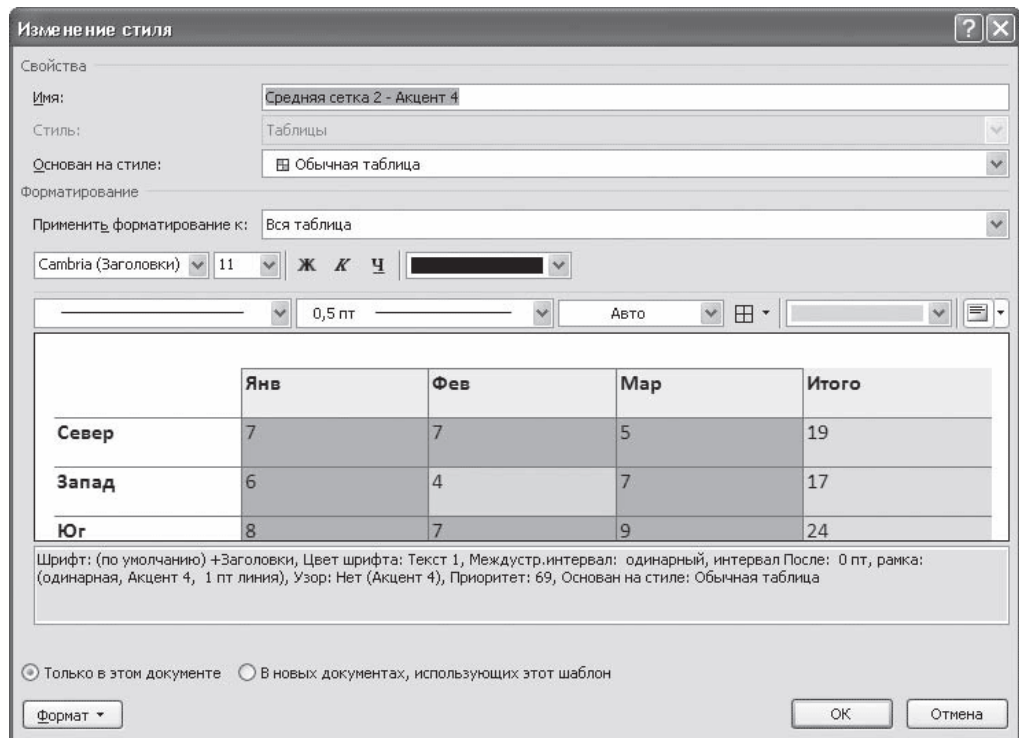 Изменение стиля
Свойства
Имя: Средняя сетка 2 - Акцент 4
Стиль: Таблицы
Основан на стиле: Обычная таблица
Форматирование
Применить форматирование к: Вся таблица
Cambria (Заголовки) 11 Ж К Ч
0,5 пт Авто
Янв Фев Мар Итого
Север 7 7 5 19
Запад 6 4 7 17
Юг 8 7 9 24
Шрифт: (по умолчанию) +Заголовки, Цвет шрифта: Текст 1, Междустр.интервал: одинарный, интервал После: 0 пт, рамка:
(одинарная, Акцент 4, 1 пт линия), Узор: Нет (Акцент 4), Приоритет: 69, Основан на стиле: Обычная таблица
Только в этом документе В новых документах, использующих этот шаблон
Формат ОК Отмена